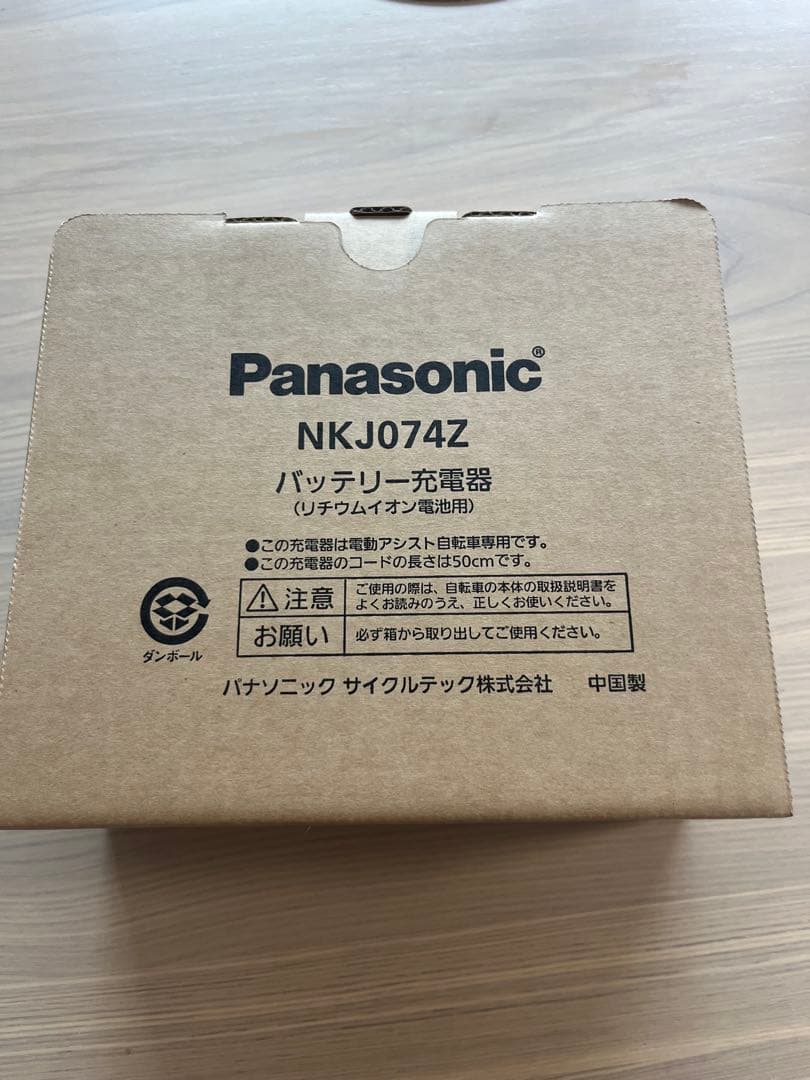 Panasonic®
NKJ074Z
バッテリー充電器
(リチウムイオン電池用)
●この充電器は電動アシスト自転車専用です。
●この充電器のコードの長さは50cmです。
注意
ご使用の際は、自転車の本体の取扱説明書を
よくお読みのうえ、正しくお使いください。
お願い
必ず箱から取り出してご使用ください。
ダンボール
パナソニック サイクルテック株式会社 中国製